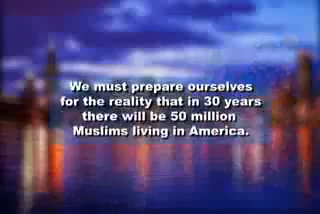 We must prepare ourselves
for the reality that in 30 years
there will be 50 million
Muslims living in America.